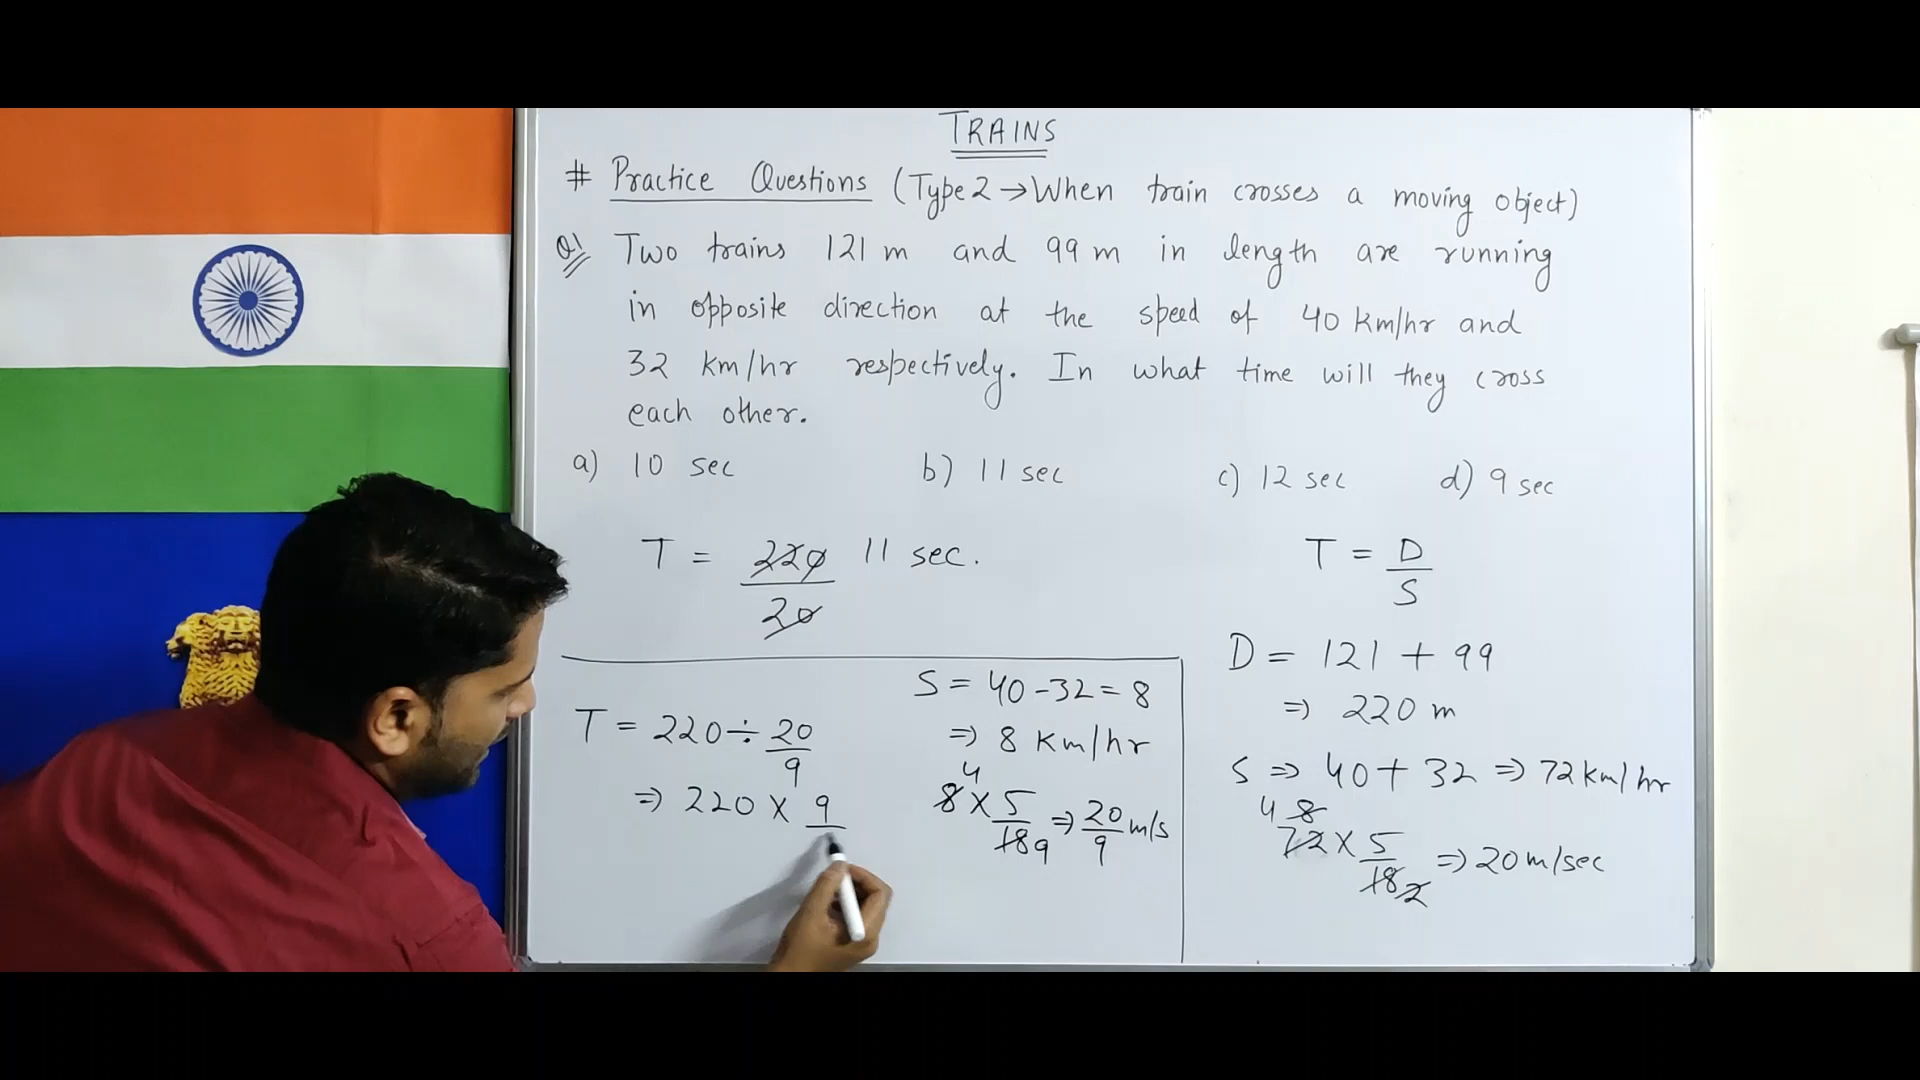 TRAINS
# Practice Questions (Type 2 → When train crosses a moving object)
Q1 Two trains 121 m and 99 m in length are running
in opposite direction at the speed of 40 km/hr and
32 km/hr respectively. In what time will they cross
each other.
a) 10 sec b) 11 sec c) 12 sec d) 9 sec
T = 220/20 11 sec.
T = D/S
D = 121 + 99
⇒ 220 m
S ⇒ 40 + 32 ⇒ 72 km/hr
4 8
72 × 5/18 2 ⇒ 20 m/sec
S = 40 - 32 = 8
⇒ 8 Km/hr
4
8 × 5/18 9 ⇒ 20/9 m/s
T = 220 ÷ 20/9
⇒ 220 × 9/